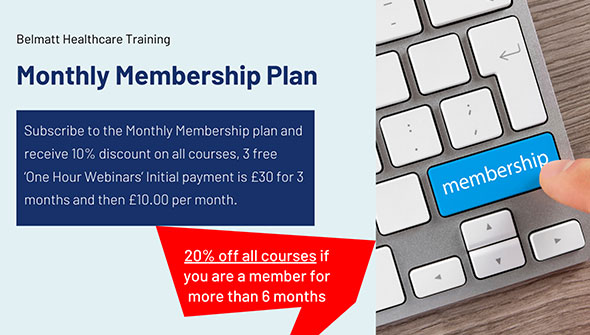 Belmatt Healthcare Training
Monthly Membership Plan
Subscribe to the Monthly Membership plan and
receive 10% discount on all courses, 3 free
‘One Hour Webinars’ Initial payment is £30 for 3
months and then £10.00 per month.
20% off all courses if
you are a member for
more than 6 months
membership